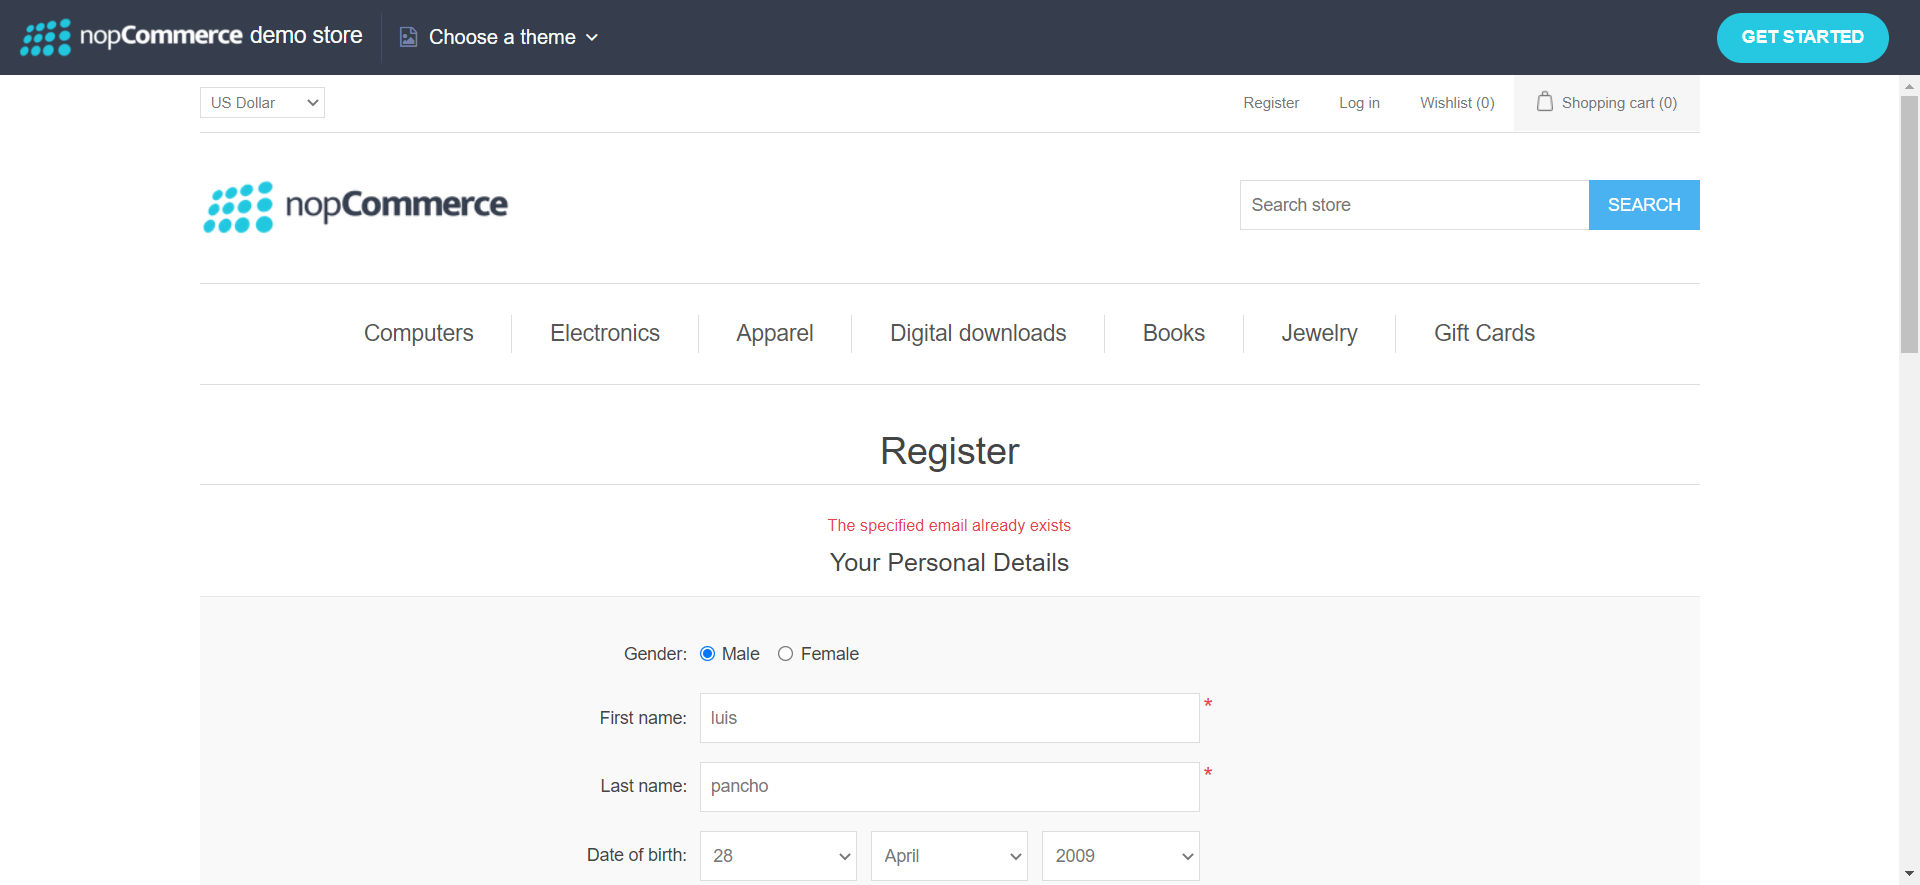 nopCommerce demo store Choose a theme GET STARTED
US Dollar Register Log in Wishlist (0) Shopping cart (0)
nopCommerce Search store SEARCH
Computers Electronics Apparel Digital downloads Books Jewelry Gift Cards
Register
The specified email already exists
Your Personal Details
Gender: Male Female
First name: luis *
Last name: pancho *
Date of birth: 28 April 2009